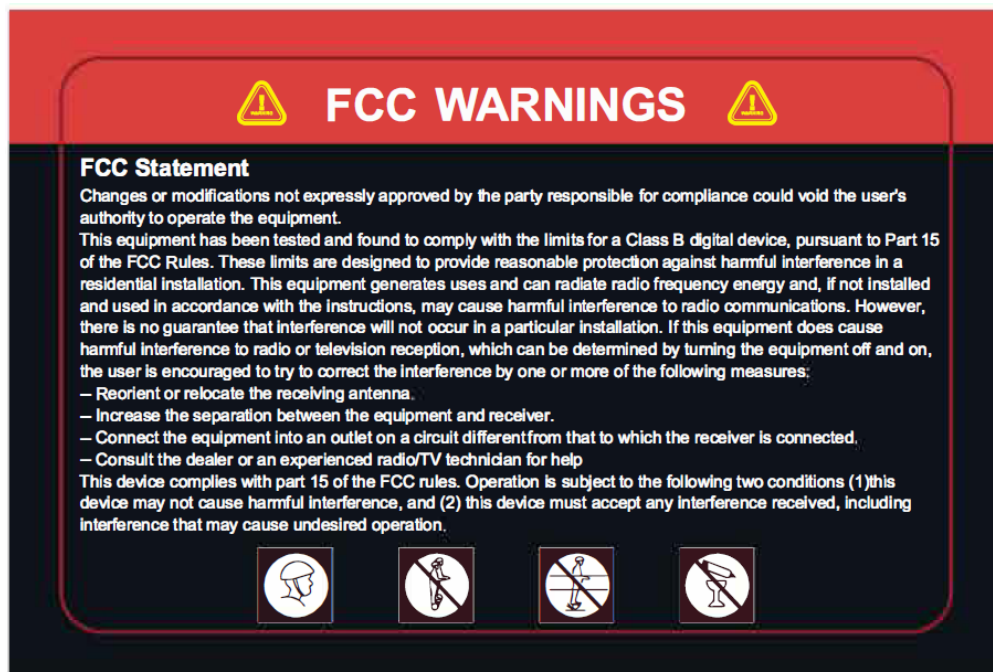 FCC WARNINGS
FCC Statement
Changes or modifications not expressly approved by the party responsible for compliance could void the user's
authority to operate the equipment.
This equipment has been tested and found to comply with the limits for a Class B digital device, pursuant to Part 15
of the FCC Rules. These limits are designed to provide reasonable protection against harmful interference in a
residential installation. This equipment generates uses and can radiate radio frequency energy and, if not installed
and used in accordance with the instructions, may cause harmful interference to radio communications. However,
there is no guarantee that interference will not occur in a particular installation. If this equipment does cause
harmful interference to radio or television reception, which can be determined by turning the equipment off and on,
the user is encouraged to try to correct the interference by one or more of the following measures:
— Reorient or relocate the receiving antenna.
— Increase the separation between the equipment and receiver.
— Connect the equipment into an outlet on a circuit differentfrom that to which the receiver is connected.
— Consult the dealer or an experienced radio/TV technician for help
This device complies with part 15 of the FCC rules. Operation is subject to the following two conditions (1)this
device may not cause harmful interference, and (2) this device must accept any interference received, including
interference that may cause undesired operation.